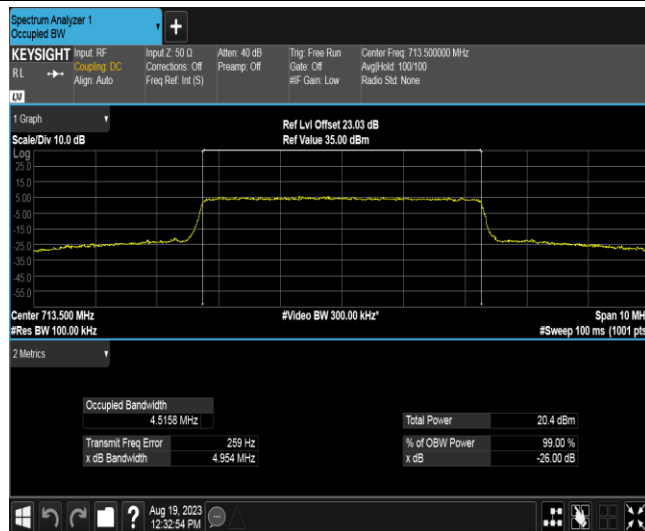 Spectrum Analyzer 1
Occupied BW
+
KEYSIGHT
RL
LXI
Input: RF
Coupling: DC
Align: Auto
Input Z: 50 Ω
Corrections: Off
Freq Ref: Int (S)
Atten: 40 dB
Preamp: Off
Trig: Free Run
Gate: Off
#IF Gain: Low
Center Freq: 713.500000 MHz
Avg|Hold: 100/100
Radio Std: None
1 Graph
Scale/Div 10.0 dB
Ref Lvl Offset 23.03 dB
Ref Value 35.00 dBm
Log
25.0
15.0
5.00
-5.00
-15.0
-25.0
-35.0
-45.0
-55.0
Center 713.500 MHz
#Res BW 100.00 kHz
#Video BW 300.00 kHz*
Span 10 MH
#Sweep 100 ms (1001 pts
2 Metrics
Occupied Bandwidth
4.5158 MHz
Transmit Freq Error 259 Hz
x dB Bandwidth 4.954 MHz
Total Power 20.4 dBm
% of OBW Power 99.00 %
x dB -26.00 dB
?
Aug 19, 2023
12:32:54 PM